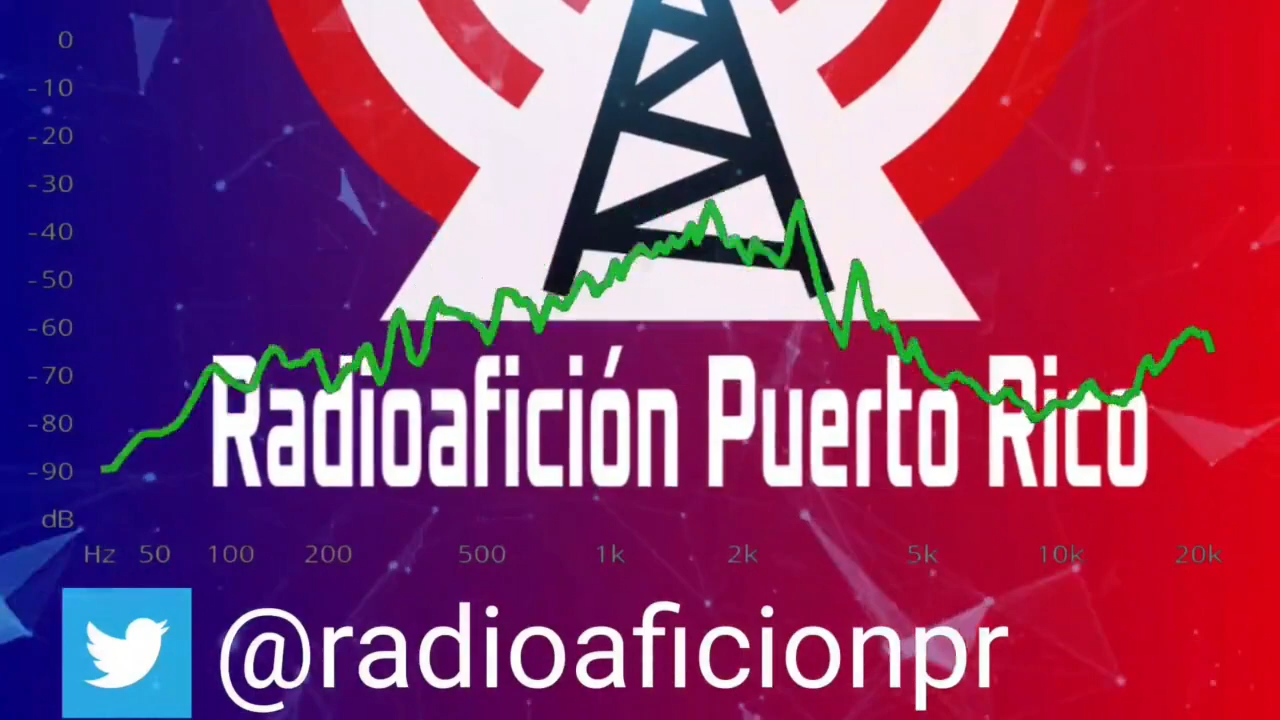 0
-10
-20
-30
-40
-50
-60
-70
-80
-90
dB
Radioafición Puerto Rico
Hz 50 100 200 500 1k 2k 5k 10k 20k
@radioaficionpr